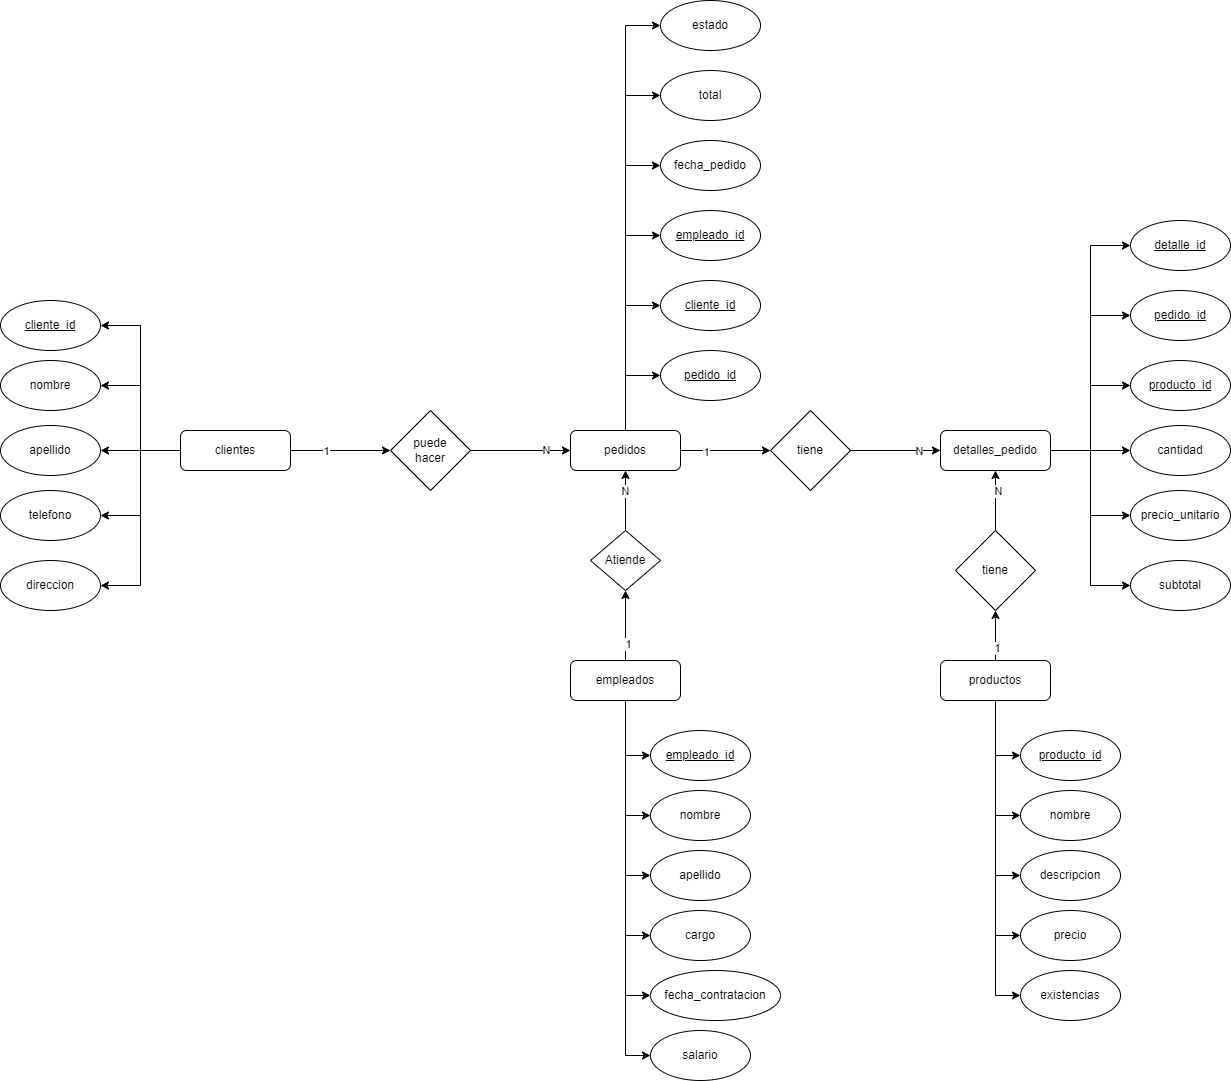 estado
total
fecha_pedido
empleado_id
cliente_id
pedido_id
cliente_id
nombre
apellido
telefono
direccion
clientes
1
puede
hacer
N
pedidos
1
tiene
N
detalles_pedido
detalle_id
pedido_id
producto_id
cantidad
precio_unitario
subtotal
N
Atiende
1
empleados
empleado_id
nombre
apellido
cargo
fecha_contratacion
salario
N
tiene
1
productos
producto_id
nombre
descripcion
precio
existencias